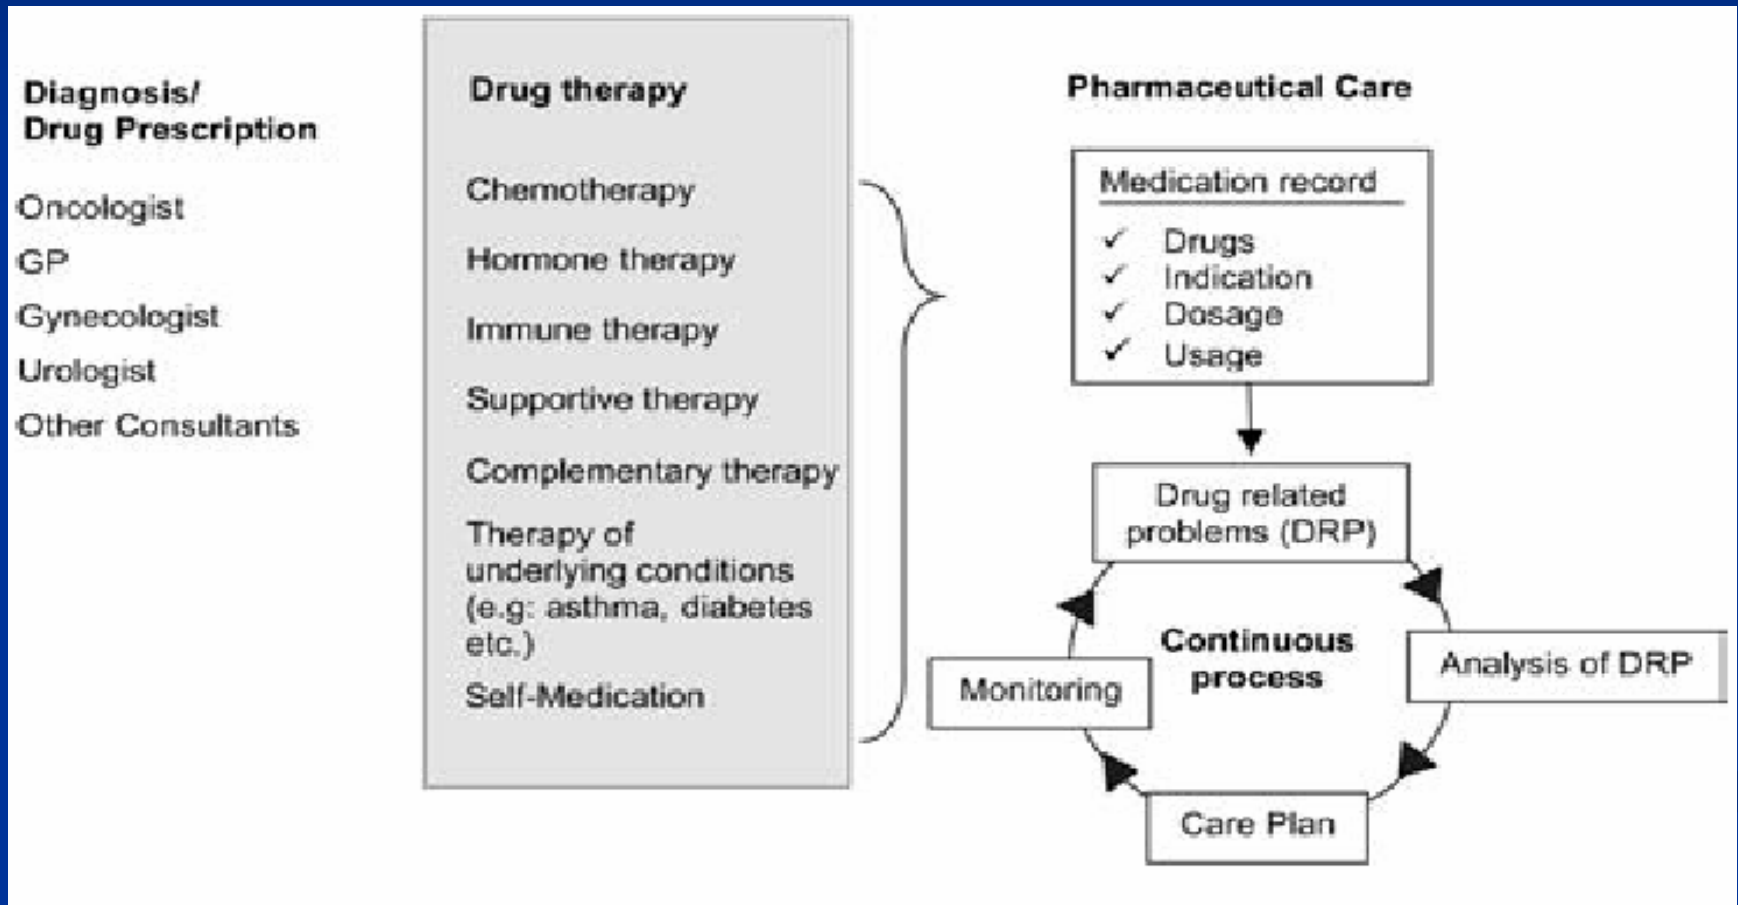 Diagnosis/
Drug Prescription
Oncologist
GP
Gynecologist
Urologist
Other Consultants
Drug therapy
Chemotherapy
Hormone therapy
Immune therapy
Supportive therapy
Complementary therapy
Therapy of
underlying conditions
(e.g: asthma, diabetes
etc.)
Self-Medication
Pharmaceutical Care
Medication record
✓ Drugs
✓ Indication
✓ Dosage
✓ Usage
Drug related
problems (DRP)
Continuous
process
Analysis of DRP
Monitoring
Care Plan